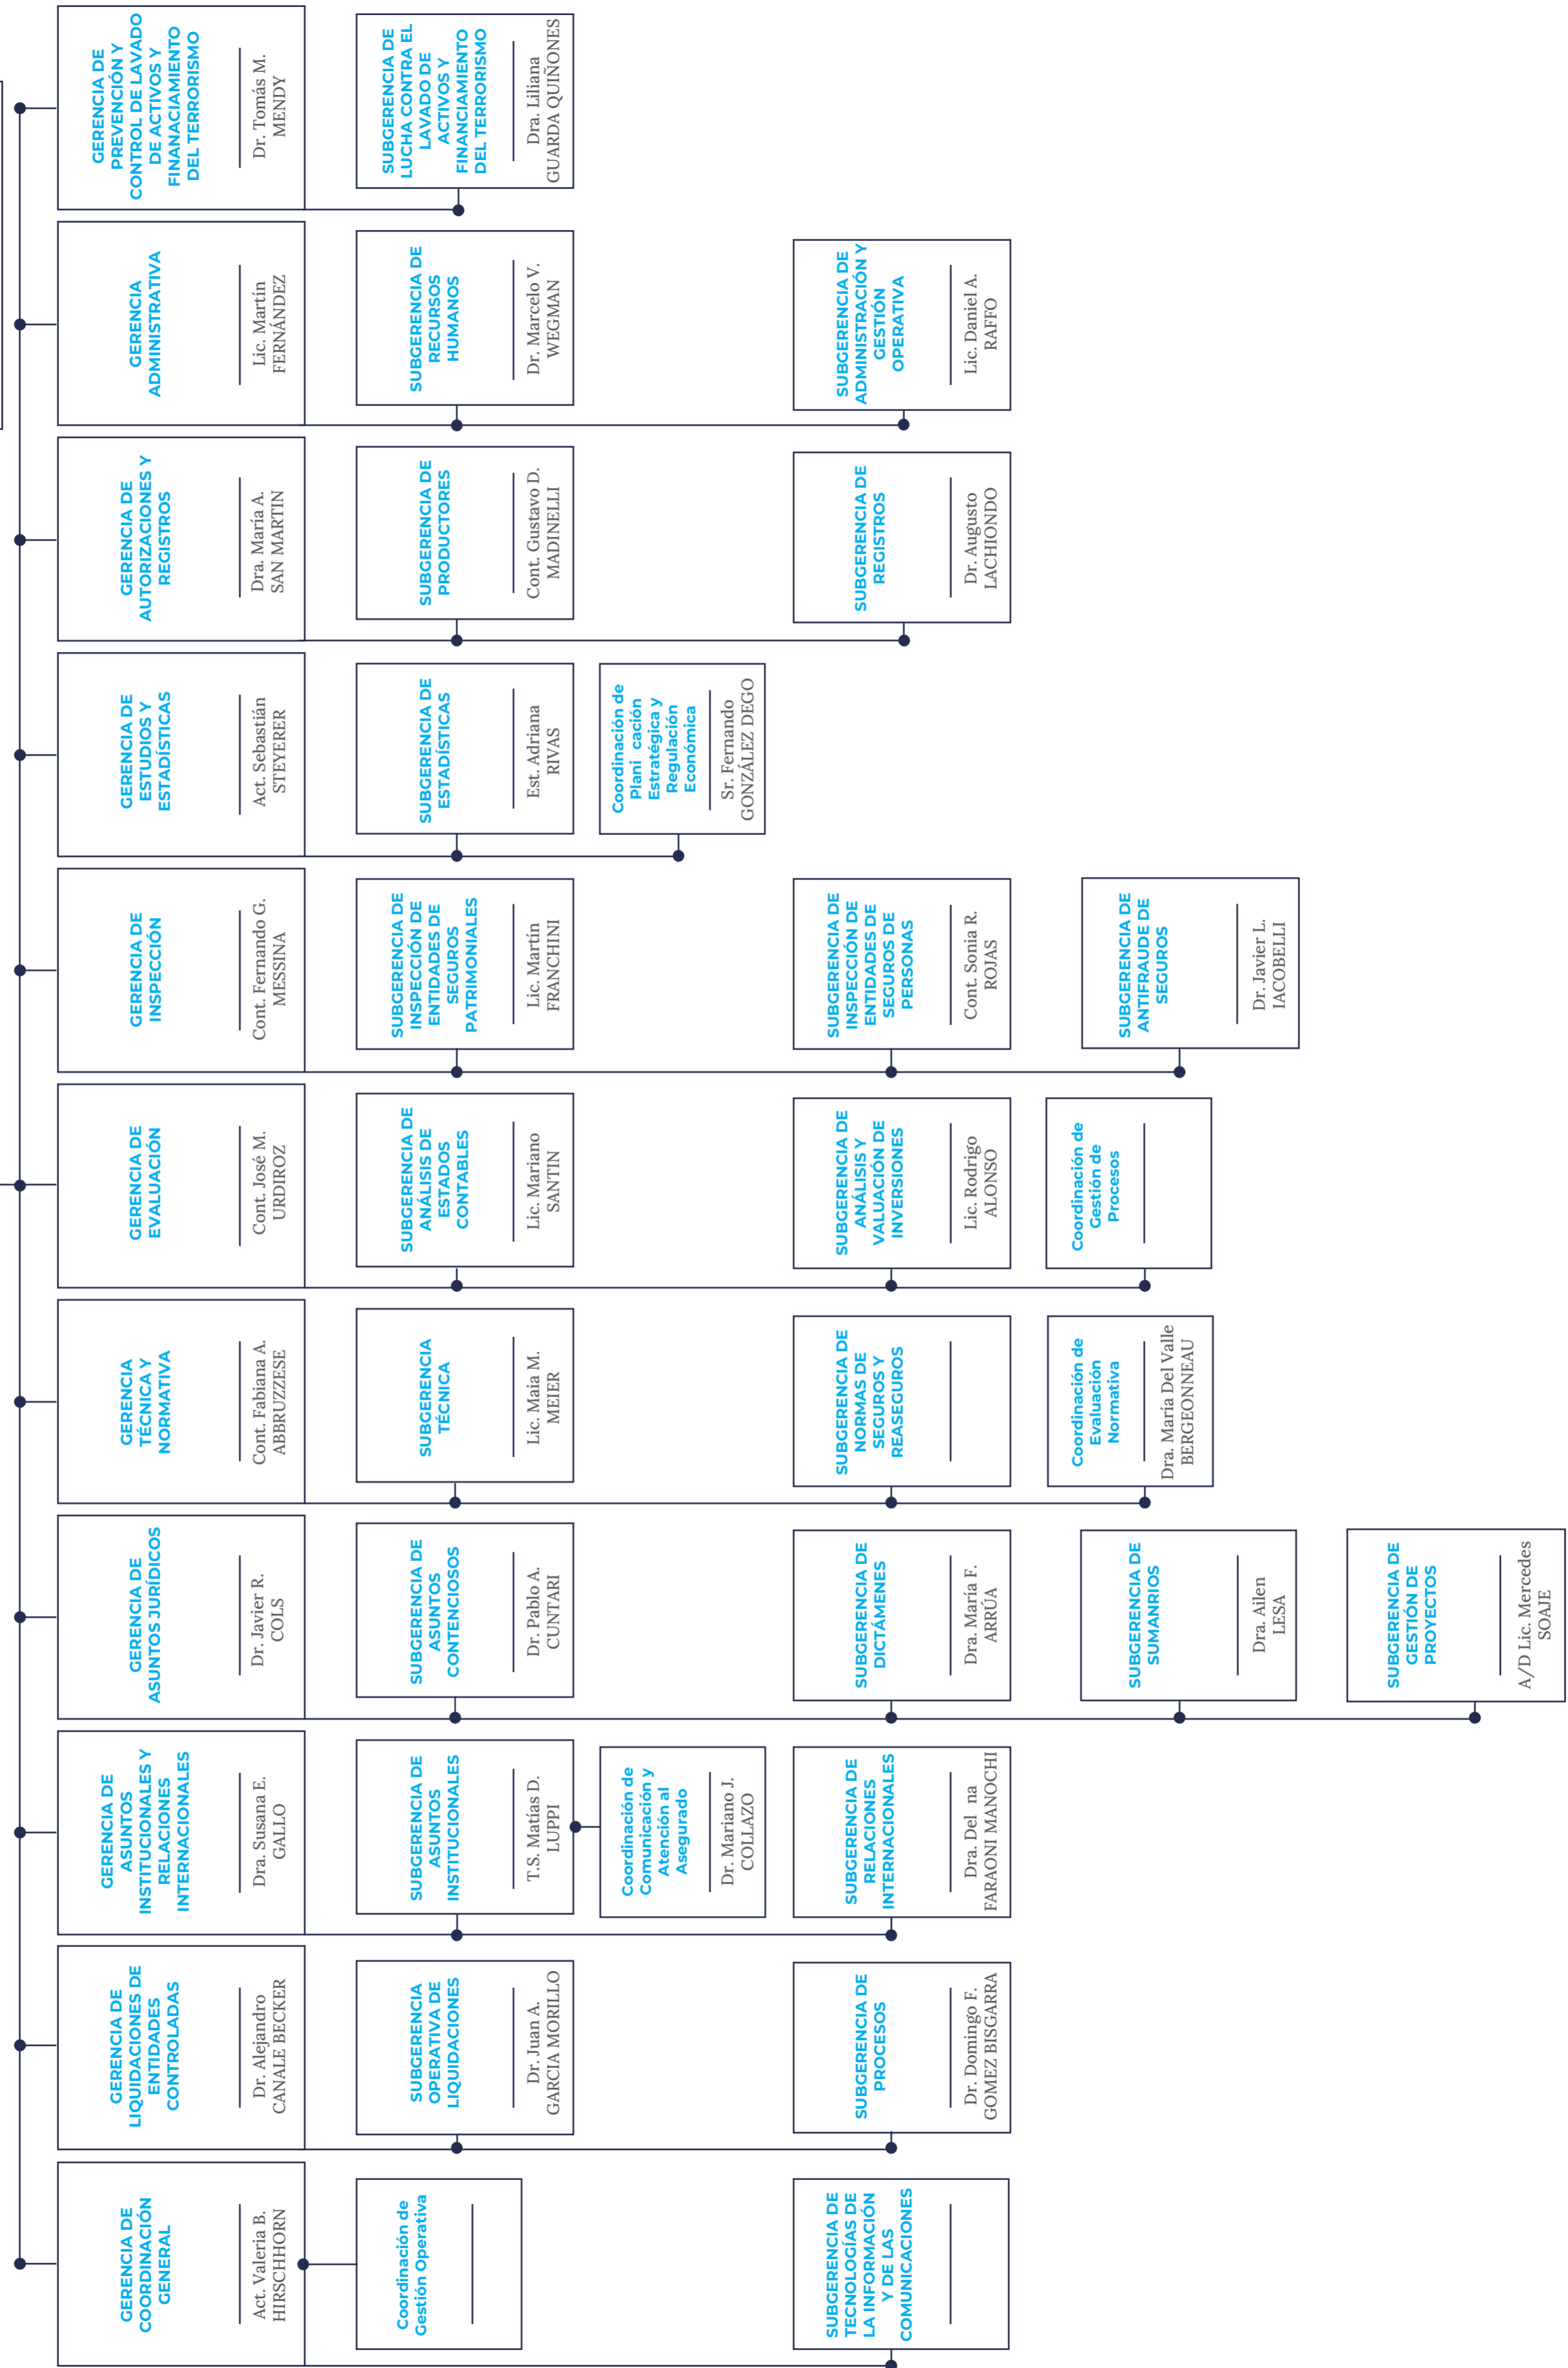 GERENCIA DE
COORDINACIÓN
GENERAL
Act. Valeria B.
HIRSCHHORN
Coordinación de
Gestión Operativa
SUBGERENCIA DE
TECNOLOGÍAS DE
LA INFORMACIÓN
Y DE LAS
COMUNICACIONES
GERENCIA DE
LIQUIDACIONES DE
ENTIDADES
CONTROLADAS
Dr. Alejandro
CANALE BECKER
SUBGERENCIA
OPERATIVA DE
LIQUIDACIONES
Dr. Juan A.
GARCIA MORILLO
SUBGERENCIA DE
PROCESOS
Dr. Domingo F.
GOMEZ BISGARRA
GERENCIA DE
ASUNTOS
INSTITUCIONALES Y
RELACIONES
INTERNACIONALES
Dra. Susana E.
GALLO
SUBGERENCIA DE
ASUNTOS
INSTITUCIONALES
T.S. Matías D.
LUPPI
Coordinación de
Comunicación y
Atención al
Asegurado
Dr. Mariano J.
COLLAZO
SUBGERENCIA DE
RELACIONES
INTERNACIONALES
Dra. Del na
FARAONI MANOCHI
GERENCIA DE
ASUNTOS JURÍDICOS
Dr. Javier R.
COLS
SUBGERENCIA DE
ASUNTOS
CONTENCIOSOS
Dr. Pablo A.
CUNTARI
SUBGERENCIA DE
DICTÁMENES
Dra. María F.
ARRÚA
SUBGERENCIA DE
SUMANRIOS
Dra. Ailen
LESA
SUBGERENCIA DE
GESTIÓN DE
PROYECTOS
A/D Lic. Mercedes
SOAJE
GERENCIA
TÉCNICA Y
NORMATIVA
Cont. Fabiana A.
ABBRUZZESE
SUBGERENCIA
TÉCNICA
Lic. Maia M.
MEIER
SUBGERENCIA DE
NORMAS DE
SEGUROS Y
REASEGUROS
Coordinación de
Evaluación
Normativa
Dra. María Del Valle
BERGEONNEAU
GERENCIA DE
EVALUACIÓN
Cont. José M.
URDIROZ
SUBGERENCIA DE
ANÁLISIS DE
ESTADOS
CONTABLES
Lic. Mariano
SANTIN
SUBGERENCIA DE
ANÁLISIS Y
VALUACIÓN DE
INVERSIONES
Lic. Rodrigo
ALONSO
Coordinación de
Gestión de
Procesos
GERENCIA DE
INSPECCIÓN
Cont. Fernando G.
MESSINA
SUBGERENCIA DE
INSPECCIÓN DE
ENTIDADES DE
SEGUROS
PATRIMONIALES
Lic. Martín
FRANCHINI
SUBGERENCIA DE
INSPECCIÓN DE
ENTIDADES DE
SEGUROS DE
PERSONAS
Cont. Sonia R.
ROJAS
SUBGERENCIA DE
ANTIFRAUDE DE
SEGUROS
Dr. Javier L.
IACOBELLI
GERENCIA DE
ESTUDIOS Y
ESTADÍSTICAS
Act. Sebastián
STEYERER
SUBGERENCIA DE
ESTADÍSTICAS
Est. Adriana
RIVAS
Coordinación de
Plani cación
Estratégica y
Regulación
Económica
Sr. Fernando
GONZÁLEZ DEGO
GERENCIA DE
AUTORIZACIONES Y
REGISTROS
Dra. María A.
SAN MARTIN
SUBGERENCIA DE
PRODUCTORES
Cont. Gustavo D.
MADINELLI
SUBGERENCIA DE
REGISTROS
Dr. Augusto
LACHIONDO
GERENCIA
ADMINISTRATIVA
Lic. Martín
FERNÁNDEZ
SUBGERENCIA DE
RECURSOS
HUMANOS
Dr. Marcelo V.
WEGMAN
SUBGERENCIA DE
ADMINISTRACIÓN Y
GESTIÓN
OPERATIVA
Lic. Daniel A.
RAFFO
GERENCIA DE
PREVENCIÓN Y
CONTROL DE LAVADO
DE ACTIVOS Y
FINANACIAMIENTO
DEL TERRORISMO
Dr. Tomás M.
MENDY
SUBGERENCIA DE
LUCHA CONTRA EL
LAVADO DE
ACTIVOS Y
FINANCIAMIENTO
DEL TERRORISMO
Dra. Liliana
GUARDA QUIÑONES